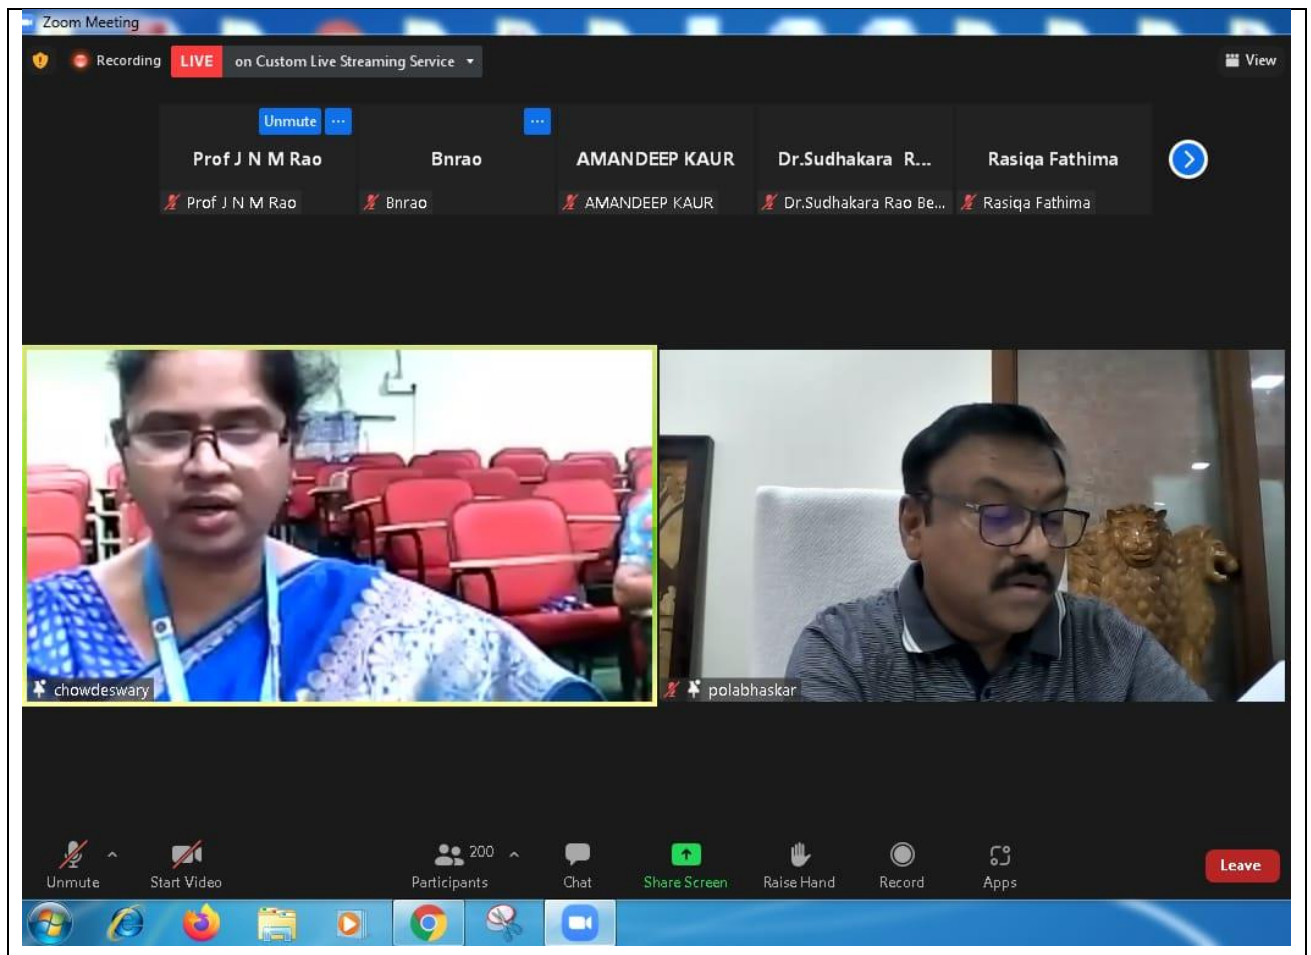 Zoom Meeting
Recording LIVE on Custom Live Streaming Service View
Unmute ... ...
Prof J N M Rao Bnrao AMANDEEP KAUR Dr.Sudhakara R... Rasiqa Fathima
Prof J N M Rao Bnrao AMANDEEP KAUR Dr.Sudhakara Rao Be... Rasiqa Fathima
chowdeswary polabhaskar
200
Unmute Start Video Participants Chat Share Screen Raise Hand Record Apps Leave